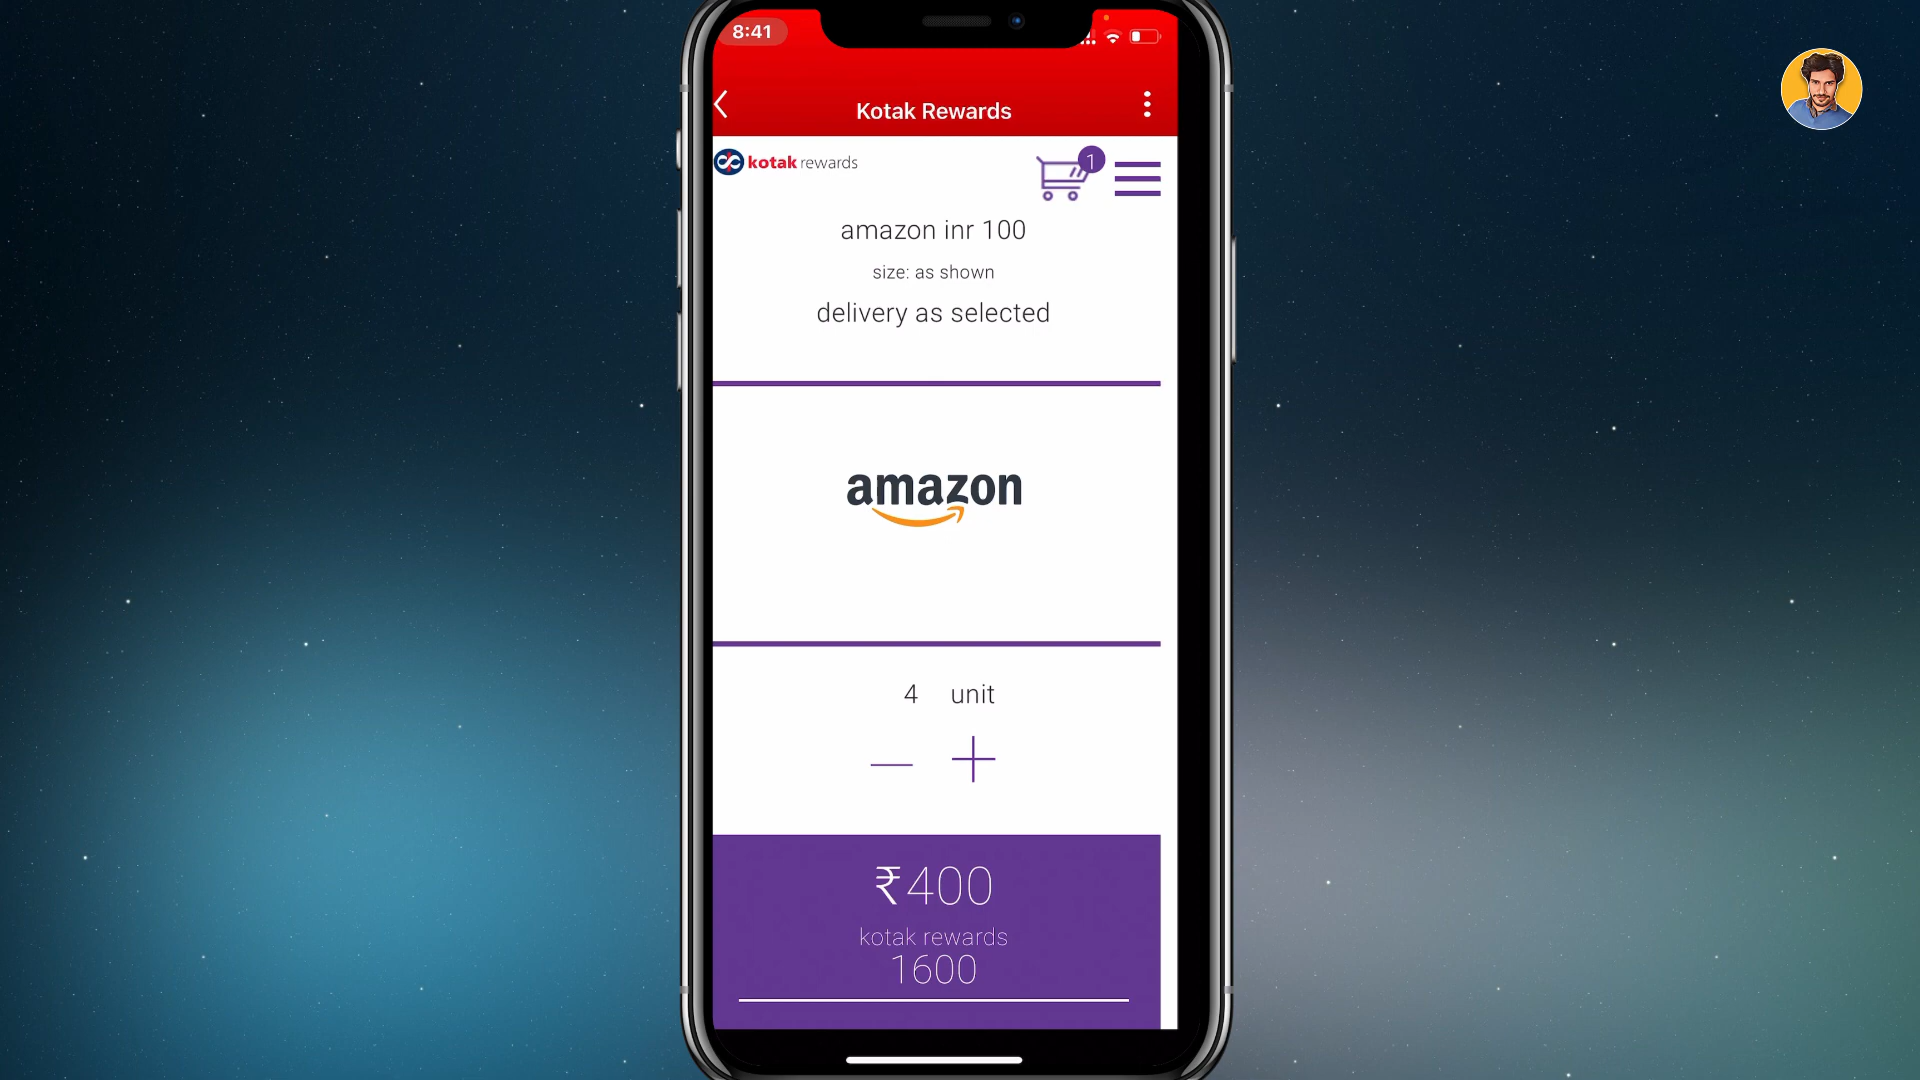 8:41
Kotak Rewards
kotak rewards
1
amazon inr 100
size: as shown
delivery as selected
amazon
4 unit
₹400
kotak rewards
1600